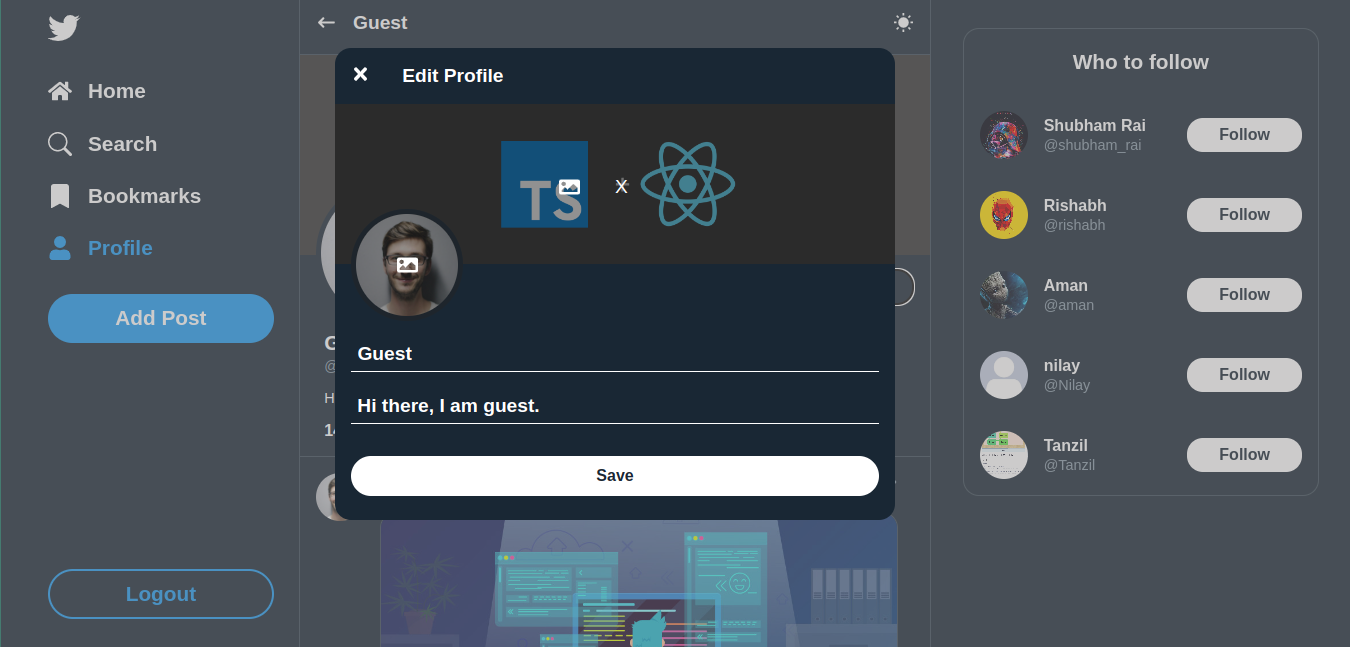 Home
Search
Bookmarks
Profile
Add Post
Logout
Guest
Edit Profile
TS
X
Guest
Hi there, I am guest.
Save
G
@
H
Who to follow
Shubham Rai
@shubham_rai
Follow
Rishabh
@rishabh
Follow
Aman
@aman
Follow
nilay
@Nilay
Follow
Tanzil
@Tanzil
Follow